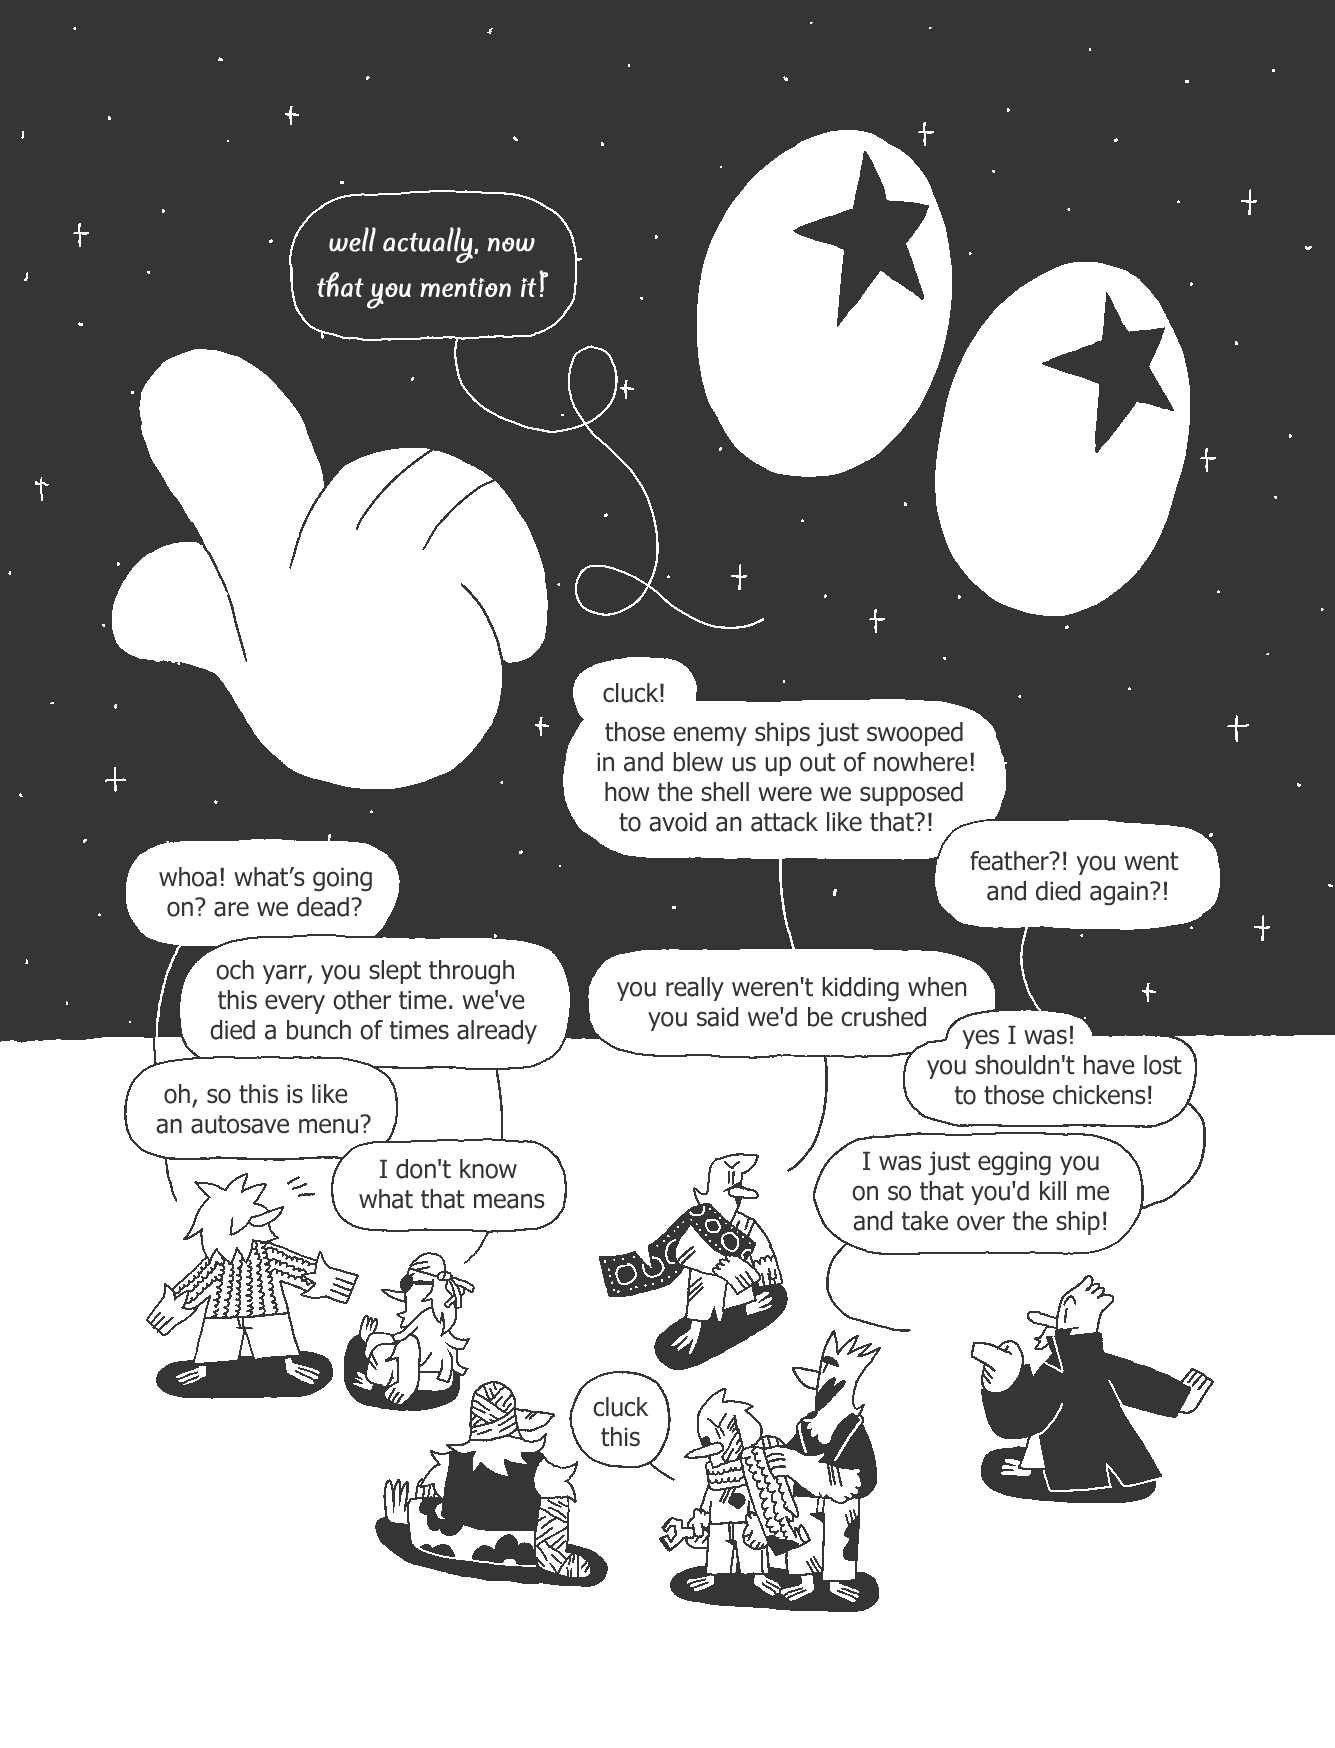 well actually, now
that you mention it!
cluck!
those enemy ships just swooped
in and blew us up out of nowhere!
how the shell were we supposed
to avoid an attack like that?!
feather?! you went
and died again?!
whoa! what's going
on? are we dead?
och yarr, you slept through
this every other time. we've
died a bunch of times already
you really weren't kidding when
you said we'd be crushed
yes I was!
you shouldn't have lost
to those chickens!
oh, so this is like
an autosave menu?
I don't know
what that means
I was just egging you
on so that you'd kill me
and take over the ship!
cluck
this